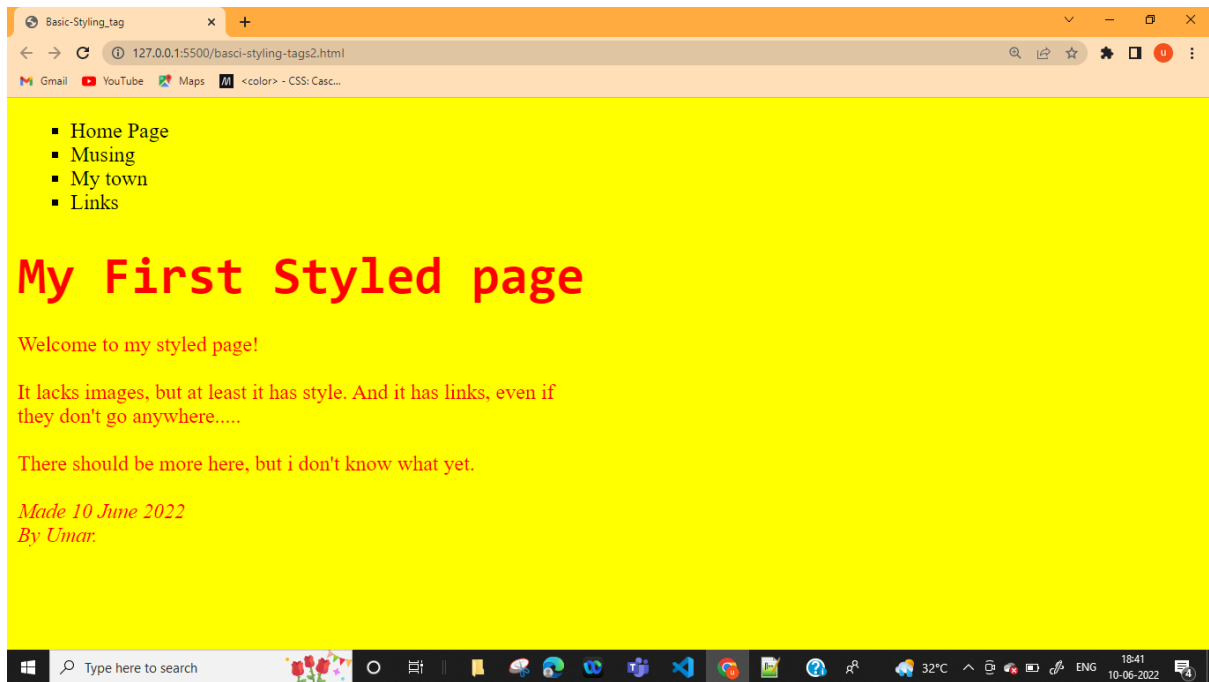 Basic-Styling_tag
127.0.0.1:5500/basci-styling-tags2.html
u
Gmail YouTube Maps M <color> - CSS: Casc...
Home Page
Musing
My town
Links
My First Styled page
Welcome to my styled page!
It lacks images, but at least it has style. And it has links, even if
they don't go anywhere.....
There should be more here, but i don't know what yet.
Made 10 June 2022
By Umar.
Type here to search
32°C ENG
18:41
10-06-2022
4